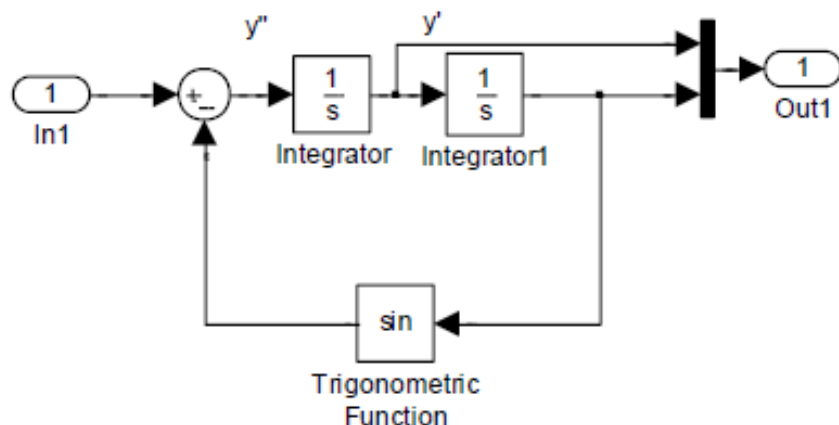 y"
y'
1
In1
+
-
1
s
Integrator
1
s
Integrator1
1
Out1
sin
Trigonometric
Function